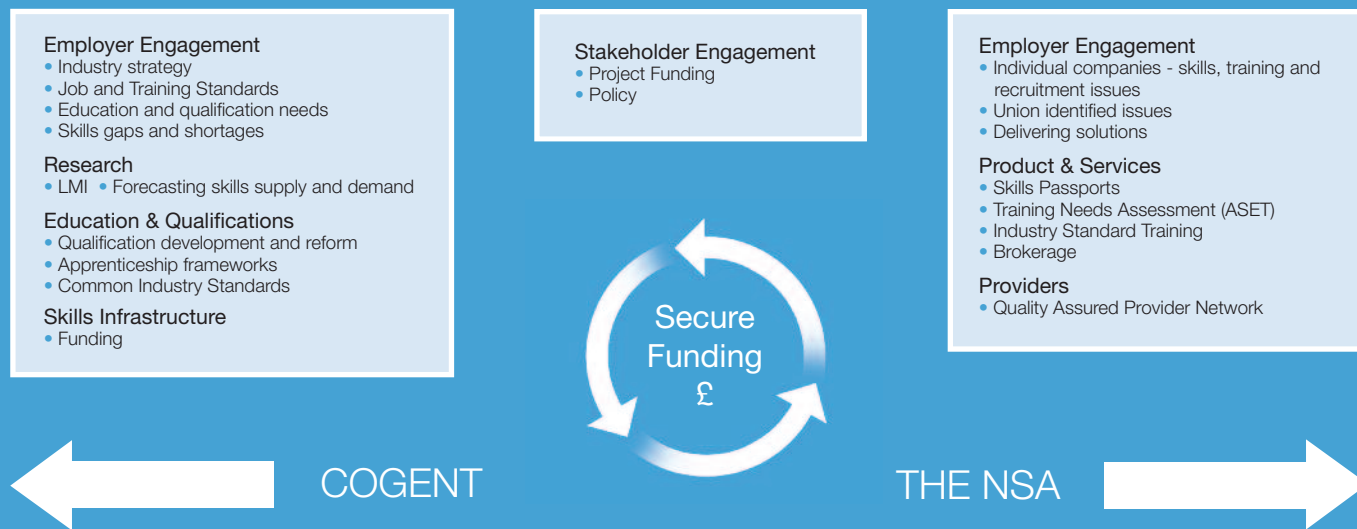 Employer Engagement
• Industry strategy
• Job and Training Standards
• Education and qualification needs
• Skills gaps and shortages
Research
• LMI • Forecasting skills supply and demand
Education & Qualifications
• Qualification development and reform
• Apprenticeship frameworks
• Common Industry Standards
Skills Infrastructure
• Funding
Stakeholder Engagement
• Project Funding
• Policy
Employer Engagement
• Individual companies - skills, training and
recruitment issues
• Union identified issues
• Delivering solutions
Product & Services
• Skills Passports
• Training Needs Assessment (ASET)
• Industry Standard Training
• Brokerage
Providers
• Quality Assured Provider Network
Secure
Funding
£
COGENT
THE NSA